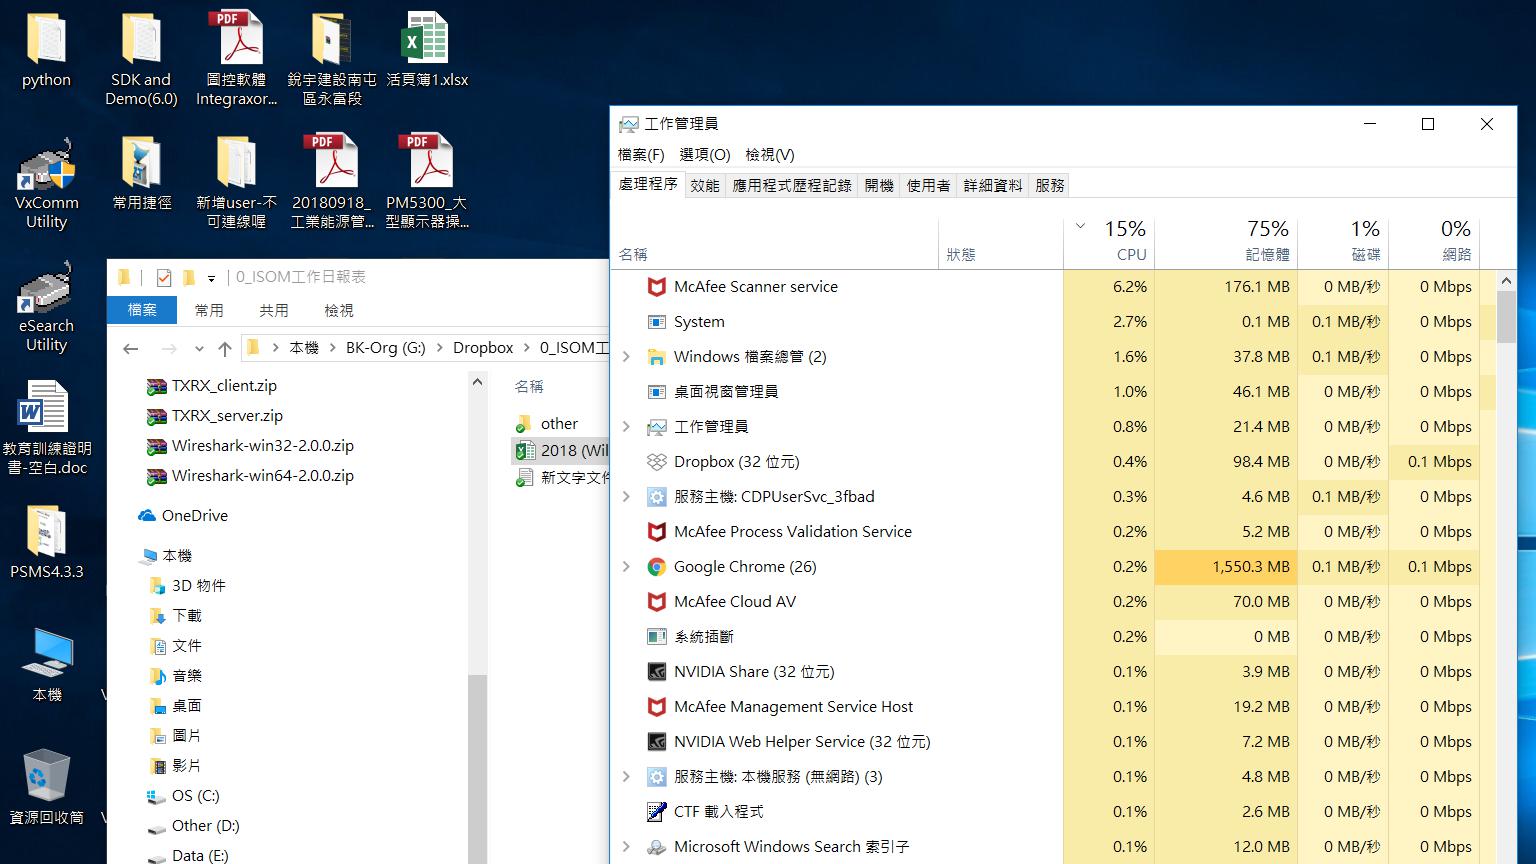 python
SDK and
Demo(6.0)
圖控軟體
Integraxor...
銳宇建設南屯
區永富段
活頁簿1.xlsx
VxComm
Utility
常用捷徑
新增user-不
可連線喔
20180918_
工業能源管...
PM5300_大
型顯示器操...
eSearch
Utility
教育訓練證明
書-空白.doc
PSMS4.3.3
本機
資源回收筒
0_ISOM工作日報表
檔案
常用
共用
檢視
本機 > BK-Org (G:) > Dropbox > 0_ISOM工
TXRX_client.zip
TXRX_server.zip
Wireshark-win32-2.0.0.zip
Wireshark-win64-2.0.0.zip
OneDrive
本機
3D 物件
下載
文件
音樂
桌面
圖片
影片
OS (C:)
Other (D:)
Data (E:)
名稱
other
2018 (Wil
新文字文件
工作管理員
檔案(F) 選項(O) 檢視(V)
處理程序 效能 應用程式歷程記錄 開機 使用者 詳細資料 服務
15% 75% 1% 0%
名稱 狀態 CPU 記憶體 磁碟 網路
McAfee Scanner service 6.2% 176.1 MB 0 MB/秒 0 Mbps
System 2.7% 0.1 MB 0.1 MB/秒 0 Mbps
Windows 檔案總管 (2) 1.6% 37.8 MB 0.1 MB/秒 0 Mbps
桌面視窗管理員 1.0% 46.1 MB 0 MB/秒 0 Mbps
工作管理員 0.8% 21.4 MB 0 MB/秒 0 Mbps
Dropbox (32 位元) 0.4% 98.4 MB 0 MB/秒 0.1 Mbps
服務主機: CDPUserSvc_3fbad 0.3% 4.6 MB 0.1 MB/秒 0 Mbps
McAfee Process Validation Service 0.2% 5.2 MB 0 MB/秒 0 Mbps
Google Chrome (26) 0.2% 1,550.3 MB 0.1 MB/秒 0.1 Mbps
McAfee Cloud AV 0.2% 70.0 MB 0 MB/秒 0 Mbps
系統插斷 0.2% 0 MB 0 MB/秒 0 Mbps
NVIDIA Share (32 位元) 0.1% 3.9 MB 0 MB/秒 0 Mbps
McAfee Management Service Host 0.1% 19.2 MB 0 MB/秒 0 Mbps
NVIDIA Web Helper Service (32 位元) 0.1% 7.2 MB 0 MB/秒 0 Mbps
服務主機: 本機服務 (無網路) (3) 0.1% 4.8 MB 0 MB/秒 0 Mbps
CTF 載入程式 0.1% 2.6 MB 0 MB/秒 0 Mbps
Microsoft Windows Search 索引子 0.1% 12.0 MB 0 MB/秒 0 Mbps